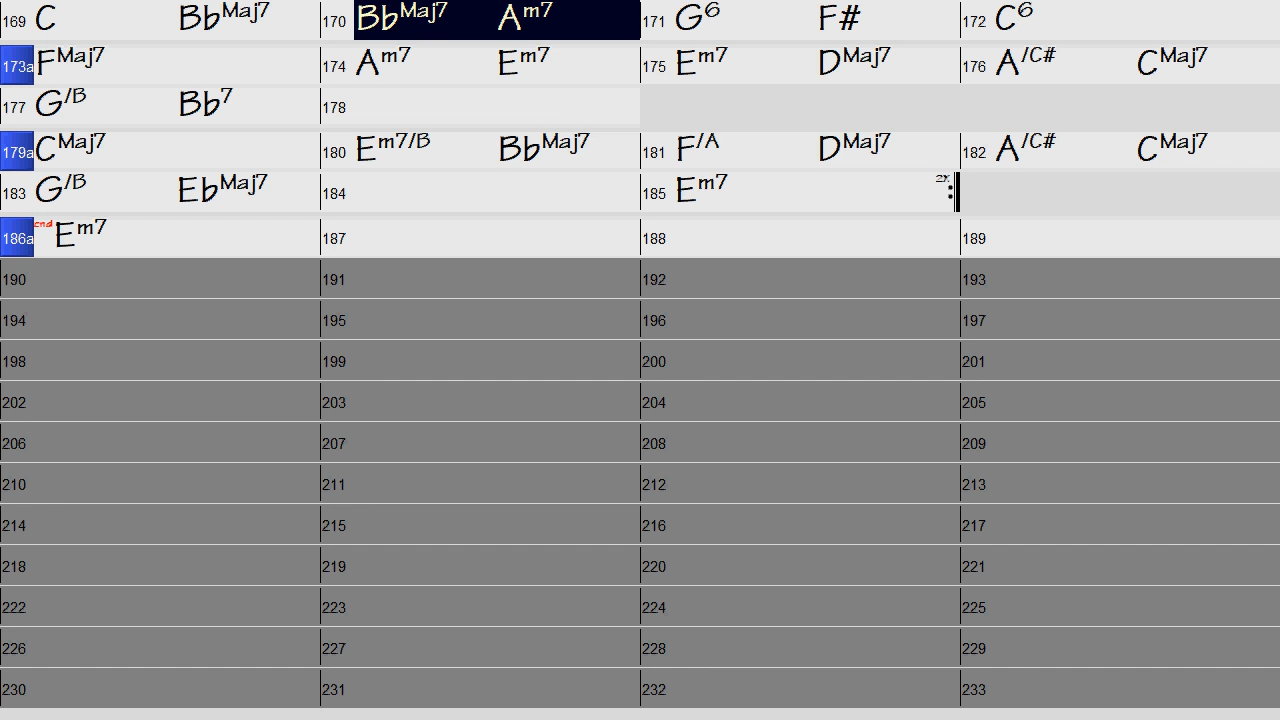 169 C BbMaj7 170 BbMaj7 Am7 171 G6 F# 172 C6
173a FMaj7 174 Am7 Em7 175 Em7 DMaj7 176 A/C# CMaj7
177 G/B Bb7 178
179a CMaj7 180 Em7/B BbMaj7 181 F/A DMaj7 182 A/C# CMaj7
183 G/B EbMaj7 184 185 Em7 2x
186a end Em7 187 188 189
190 191 192 193
194 195 196 197
198 199 200 201
202 203 204 205
206 207 208 209
210 211 212 213
214 215 216 217
218 219 220 221
222 223 224 225
226 227 228 229
230 231 232 233